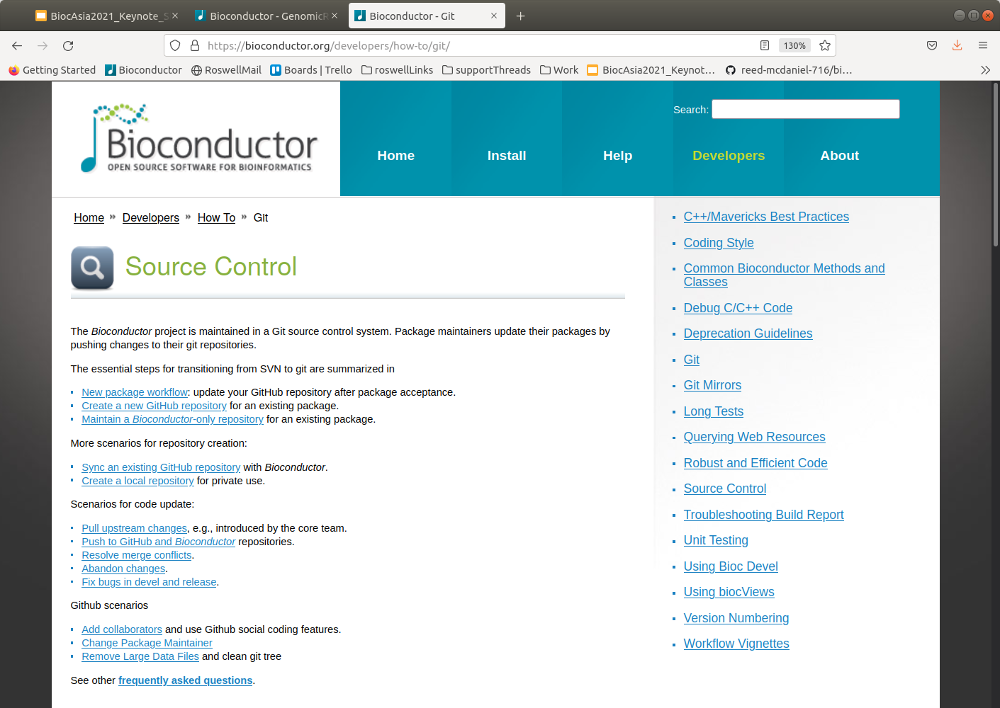 BiocAsia2021_Keynote_S
Bioconductor - GenomicR
Bioconductor - Git
https://bioconductor.org/developers/how-to/git/
130%
Getting Started
Bioconductor
RoswellMail
Boards | Trello
roswellLinks
supportThreads
Work
BiocAsia2021_Keynot…
reed-mcdaniel-716/bi…
Bioconductor
OPEN SOURCE SOFTWARE FOR BIOINFORMATICS
Search:
Home
Install
Help
Developers
About
Home » Developers » How To » Git
Source Control
The Bioconductor project is maintained in a Git source control system. Package maintainers update their packages by
pushing changes to their git repositories.
The essential steps for transitioning from SVN to git are summarized in
New package workflow: update your GitHub repository after package acceptance.
Create a new GitHub repository for an existing package.
Maintain a Bioconductor-only repository for an existing package.
More scenarios for repository creation:
Sync an existing GitHub repository with Bioconductor.
Create a local repository for private use.
Scenarios for code update:
Pull upstream changes, e.g., introduced by the core team.
Push to GitHub and Bioconductor repositories.
Resolve merge conflicts.
Abandon changes.
Fix bugs in devel and release.
Github scenarios
Add collaborators and use Github social coding features.
Change Package Maintainer
Remove Large Data Files and clean git tree
See other frequently asked questions.
C++/Mavericks Best Practices
Coding Style
Common Bioconductor Methods and
Classes
Debug C/C++ Code
Deprecation Guidelines
Git
Git Mirrors
Long Tests
Querying Web Resources
Robust and Efficient Code
Source Control
Troubleshooting Build Report
Unit Testing
Using Bioc Devel
Using biocViews
Version Numbering
Workflow Vignettes